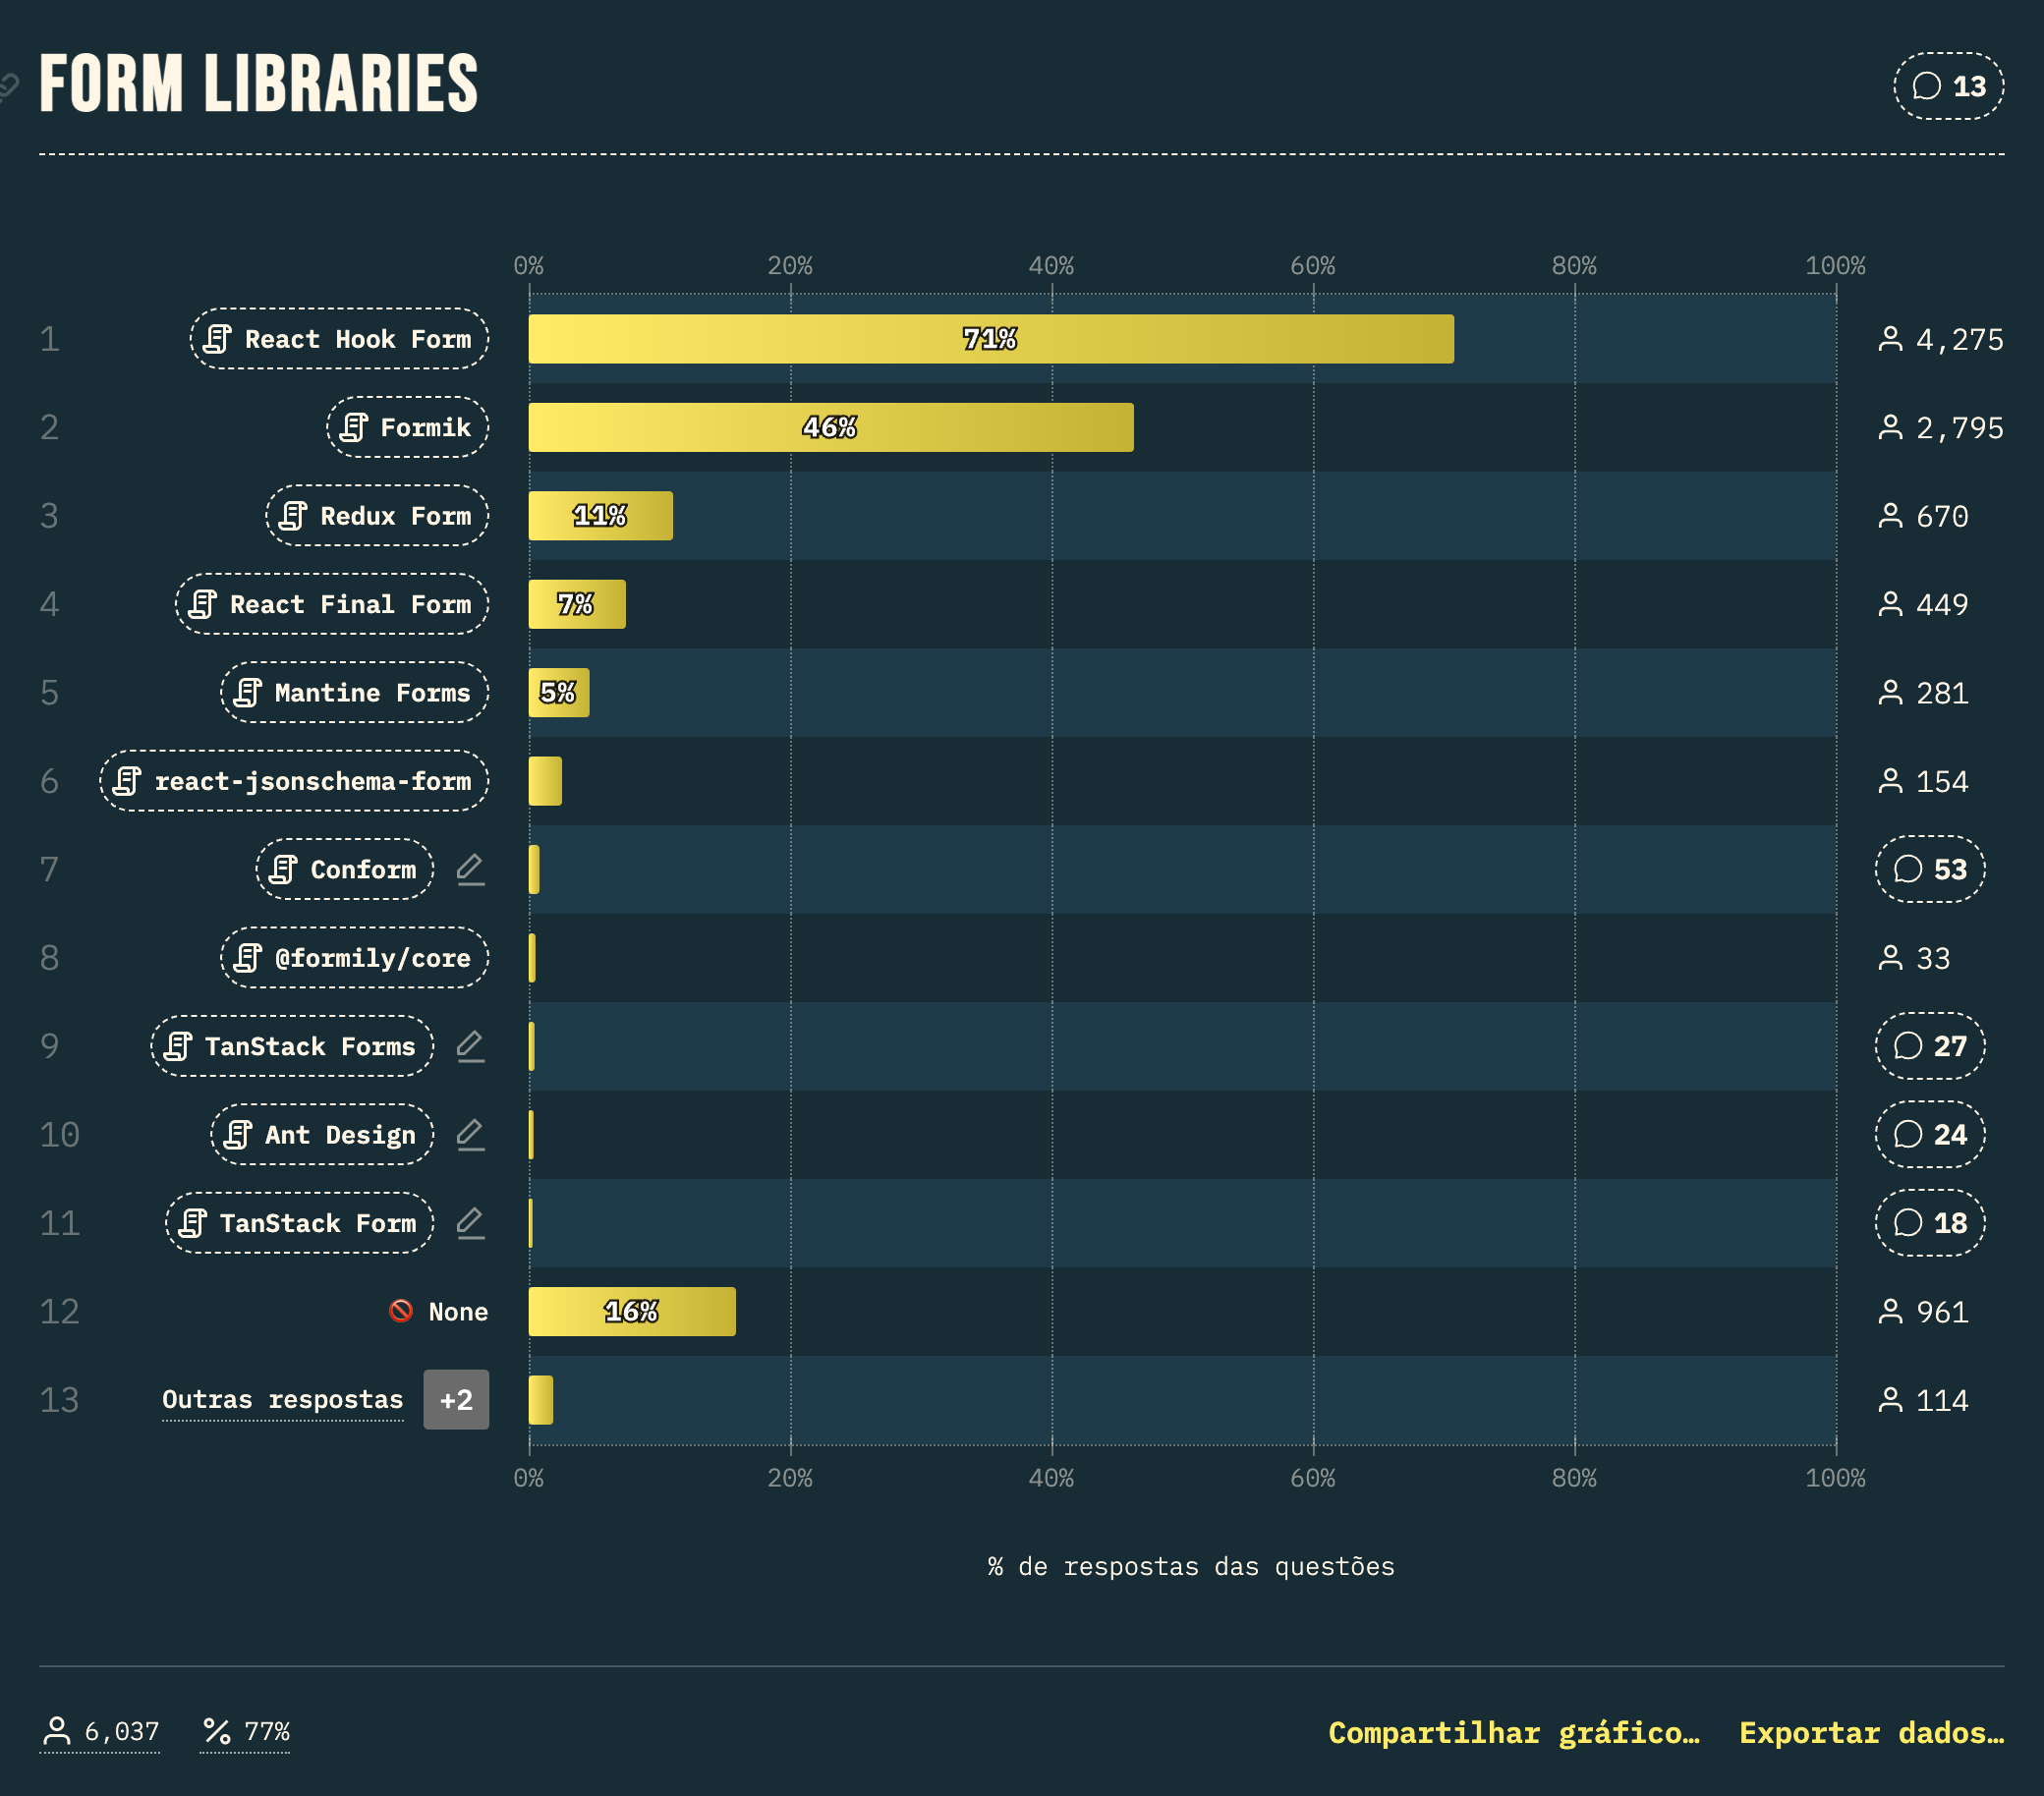 FORM LIBRARIES
13
0% 20% 40% 60% 80% 100%
1 React Hook Form 71% 4,275
2 Formik 46% 2,795
3 Redux Form 11% 670
4 React Final Form 7% 449
5 Mantine Forms 5% 281
6 react-jsonschema-form 154
7 Conform 53
8 @formily/core 33
9 TanStack Forms 27
10 Ant Design 24
11 TanStack Form 18
12 None 16% 961
13 Outras respostas +2 114
0% 20% 40% 60% 80% 100%
% de respostas das questões
6,037 77% Compartilhar gráfico… Exportar dados…